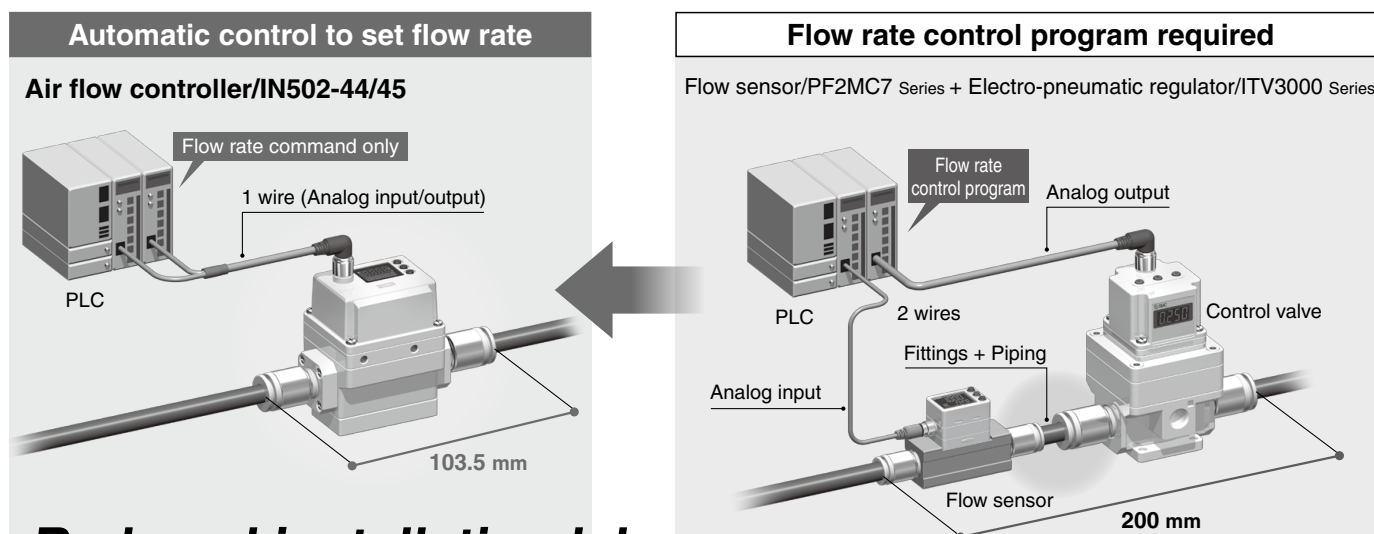 Automatic control to set flow rate
Air flow controller/IN502-44/45
Flow rate command only
1 wire (Analog input/output)
PLC
103.5 mm
Flow rate control program required
Flow sensor/PF2MC7 Series + Electro-pneumatic regulator/ITV3000 Series
Flow rate
control program
Analog output
PLC
2 wires
Control valve
Fittings + Piping
Analog input
Flow sensor
200 mm